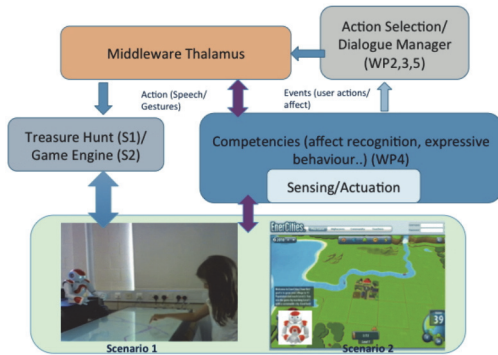 Action Selection/
Dialogue Manager
(WP2,3,5)
Middleware Thalamus
Action (Speech/
Gestures)
Events (user actions/
affect)
Treasure Hunt (S1)/
Game Engine (S2)
Competencies (affect recognition, expressive
behaviour..) (WP4)
Sensing/Actuation
EnerCities
39
Scenario 1
Scenario 2